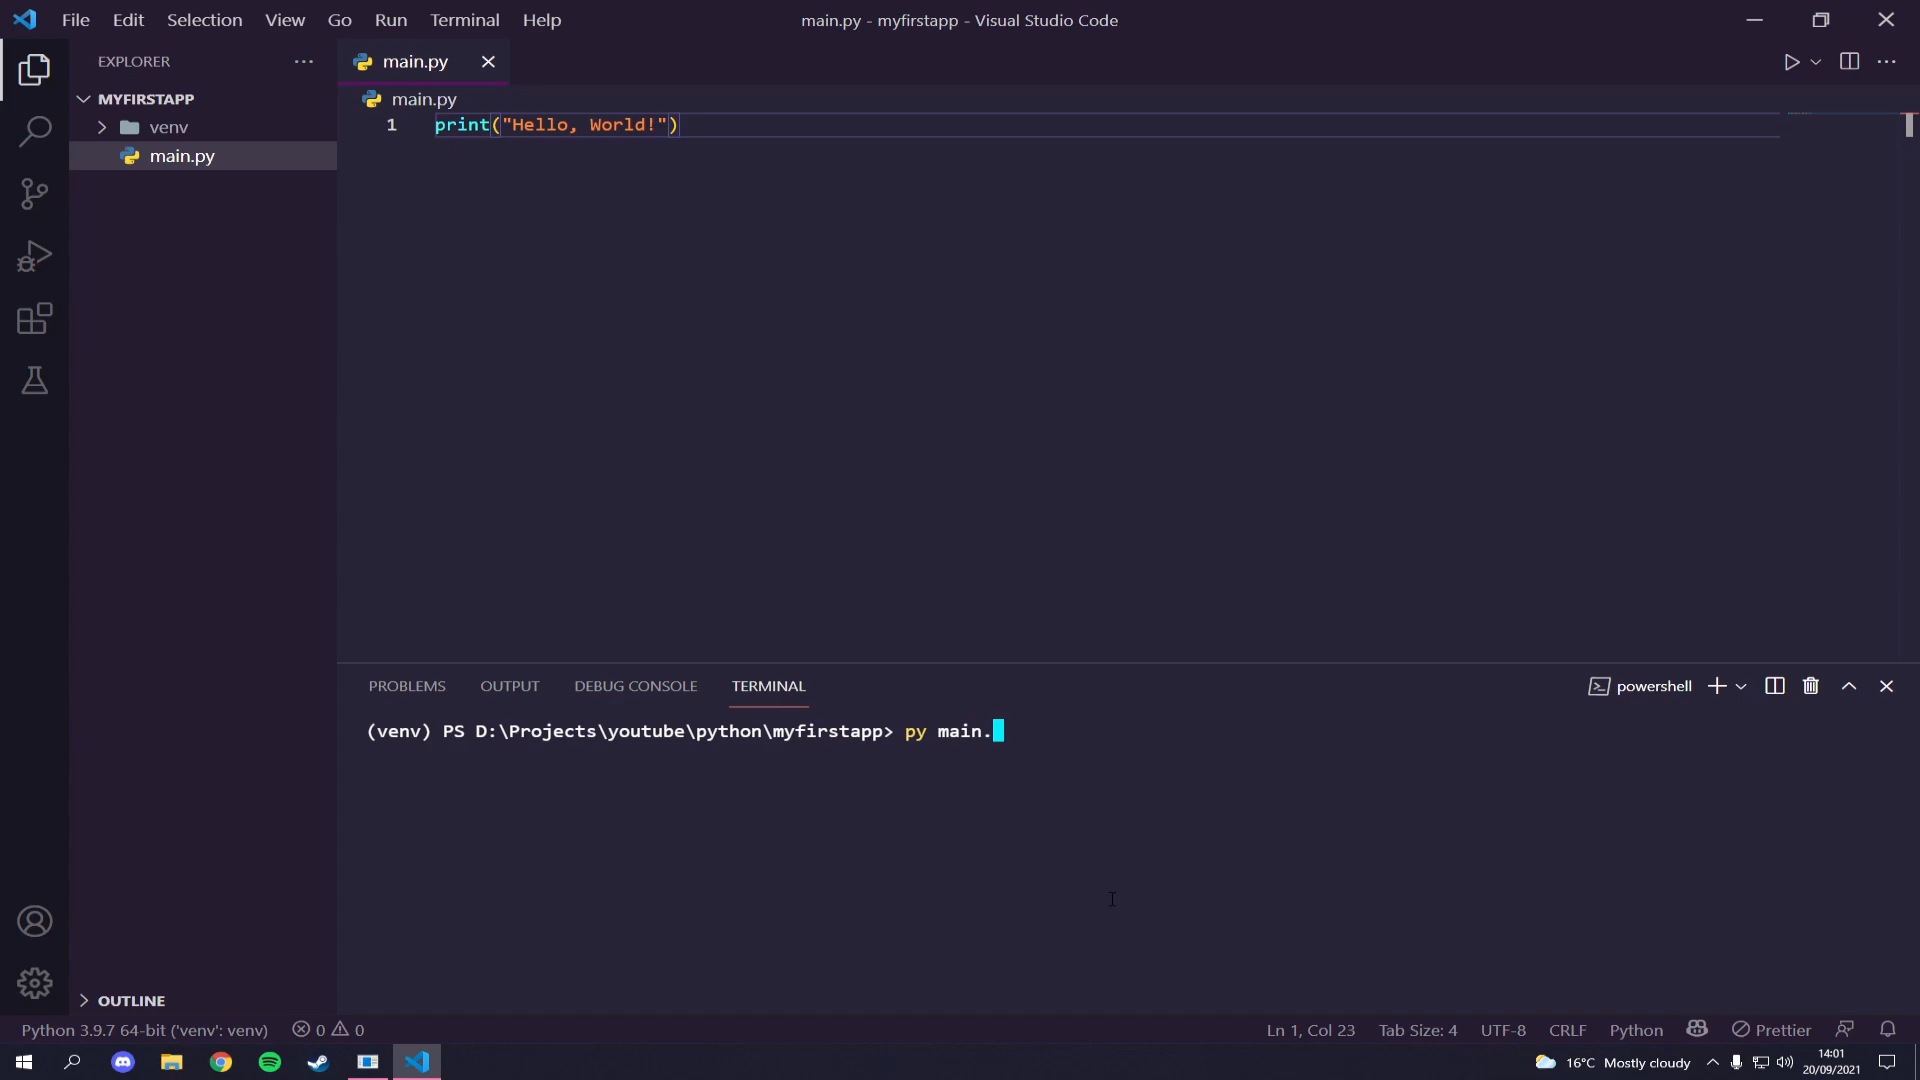 File Edit Selection View Go Run Terminal Help
main.py - myfirstapp - Visual Studio Code
EXPLORER
main.py
MYFIRSTAPP
main.py
venv
1 print("Hello, World!")
main.py
PROBLEMS OUTPUT DEBUG CONSOLE TERMINAL
powershell
(venv) PS D:\Projects\youtube\python\myfirstapp> py main.
OUTLINE
Python 3.9.7 64-bit ('venv': venv) 0 0
Ln 1, Col 23 Tab Size: 4 UTF-8 CRLF Python Prettier
16°C Mostly cloudy
14:01
20/09/2021